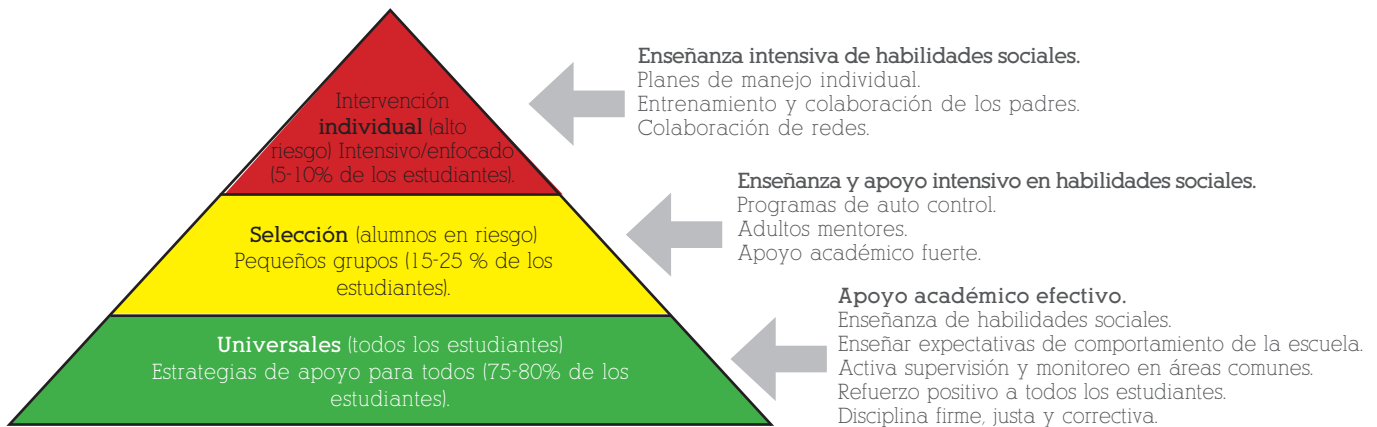 Intervención
individual (alto
riesgo) Intensivo/enfocado
(5-10% de los estudiantes).
Enseñanza intensiva de habilidades sociales.
Planes de manejo individual.
Entrenamiento y colaboración de los padres.
Colaboración de redes.
Selección (alumnos en riesgo)
Pequeños grupos (15-25 % de los
estudiantes).
Enseñanza y apoyo intensivo en habilidades sociales.
Programas de auto control.
Adultos mentores.
Apoyo académico fuerte.
Universales (todos los estudiantes)
Estrategias de apoyo para todos (75-80% de los
estudiantes).
Apoyo académico efectivo.
Enseñanza de habilidades sociales.
Enseñar expectativas de comportamiento de la escuela.
Activa supervisión y monitoreo en áreas comunes.
Refuerzo positivo a todos los estudiantes.
Disciplina firme, justa y correctiva.